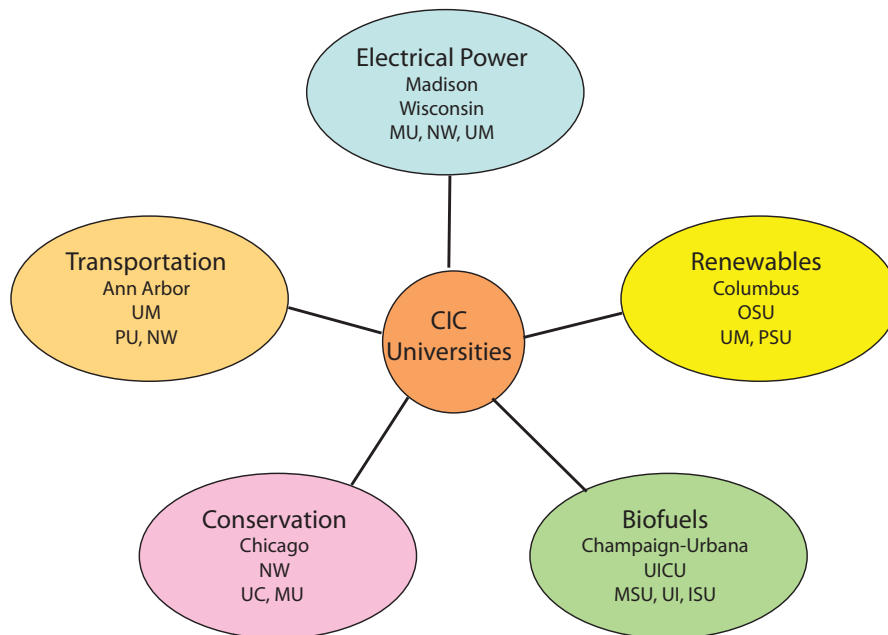 Electrical Power
Madison
Wisconsin
MU, NW, UM
Transportation
Ann Arbor
UM
PU, NW
Renewables
Columbus
OSU
UM, PSU
CIC
Universities
Conservation
Chicago
NW
UC, MU
Biofuels
Champaign-Urbana
UICU
MSU, UI, ISU